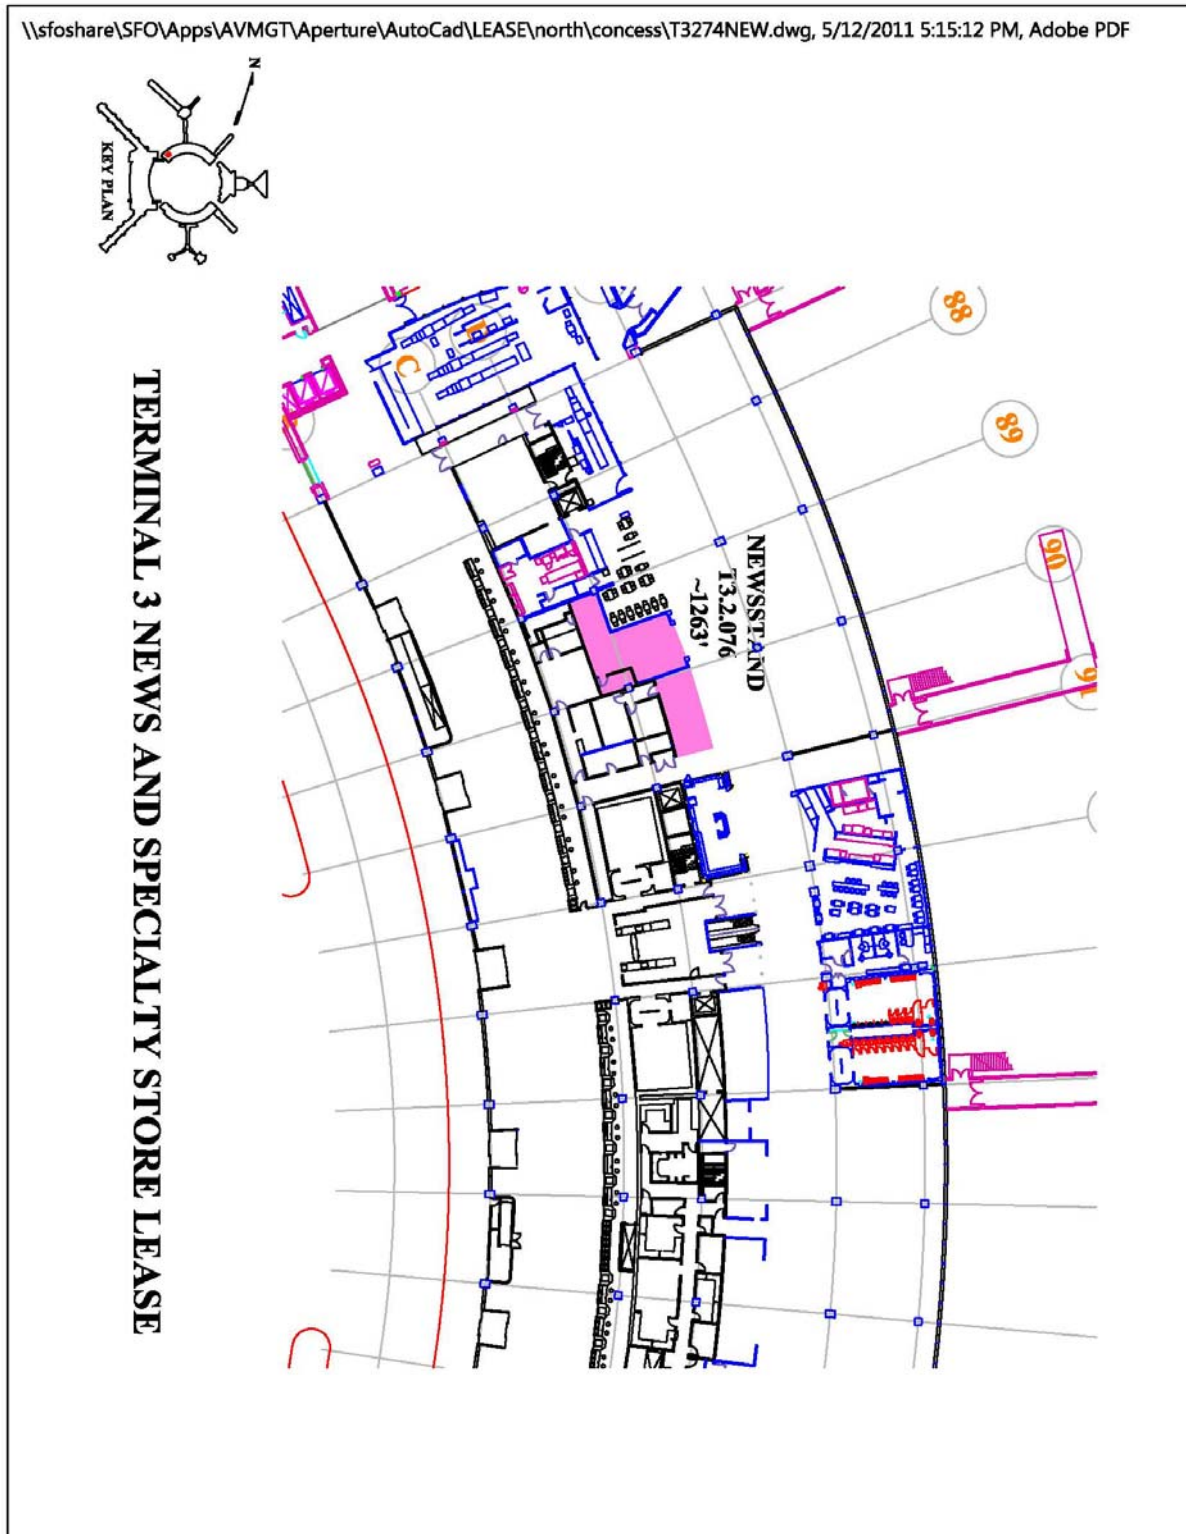 \\sfoshare\SFO\Apps\AVMGT\Aperture\AutoCad\LEASE\north\concess\T3274NEW.dwg, 5/12/2011 5:15:12 PM, Adobe PDF
N
KEY PLAN
TERMINAL 3 NEWS AND SPECIALTY STORE LEASE
C
88
89
90
91
NEWSSTAND
T3.2.076
~1263'